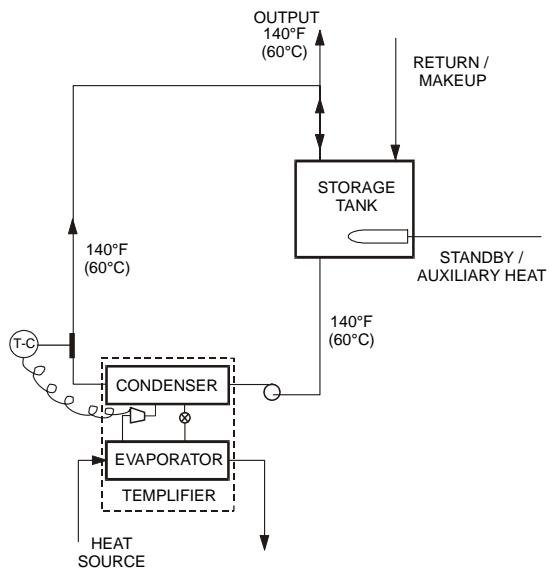 OUTPUT
140°F
(60°C)
RETURN /
MAKEUP
STORAGE
TANK
STANDBY /
AUXILIARY HEAT
140°F
(60°C)
140°F
(60°C)
T-C
CONDENSER
EVAPORATOR
TEMPLIFIER
HEAT
SOURCE